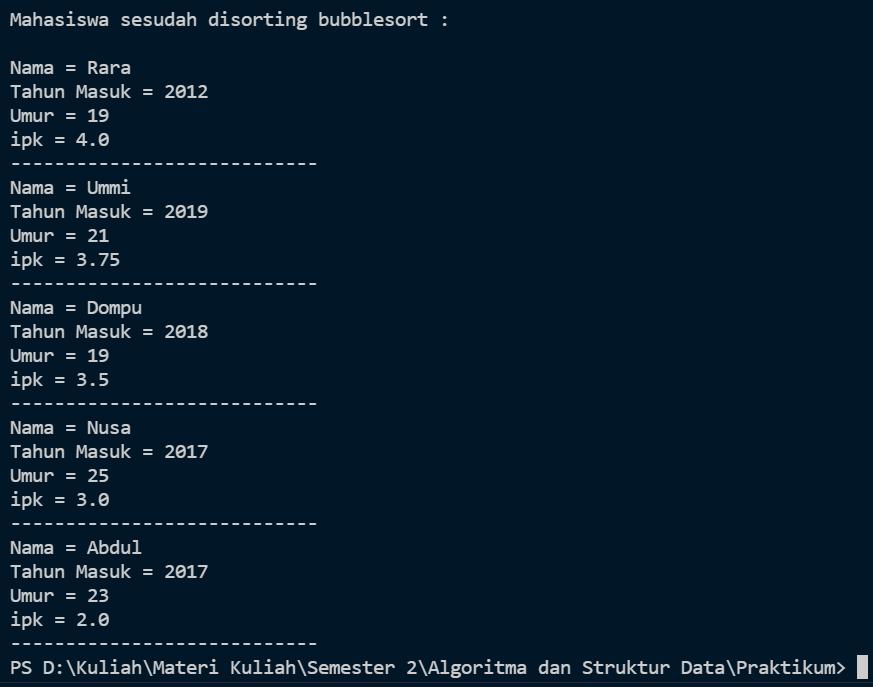 Mahasiswa sesudah disorting bubblesort :
Nama = Rara
Tahun Masuk = 2012
Umur = 19
ipk = 4.0
----------------------------
Nama = Ummi
Tahun Masuk = 2019
Umur = 21
ipk = 3.75
----------------------------
Nama = Dompu
Tahun Masuk = 2018
Umur = 19
ipk = 3.5
----------------------------
Nama = Nusa
Tahun Masuk = 2017
Umur = 25
ipk = 3.0
----------------------------
Nama = Abdul
Tahun Masuk = 2017
Umur = 23
ipk = 2.0
----------------------------
PS D:\Kuliah\Materi Kuliah\Semester 2\Algoritma dan Struktur Data\Praktikum>